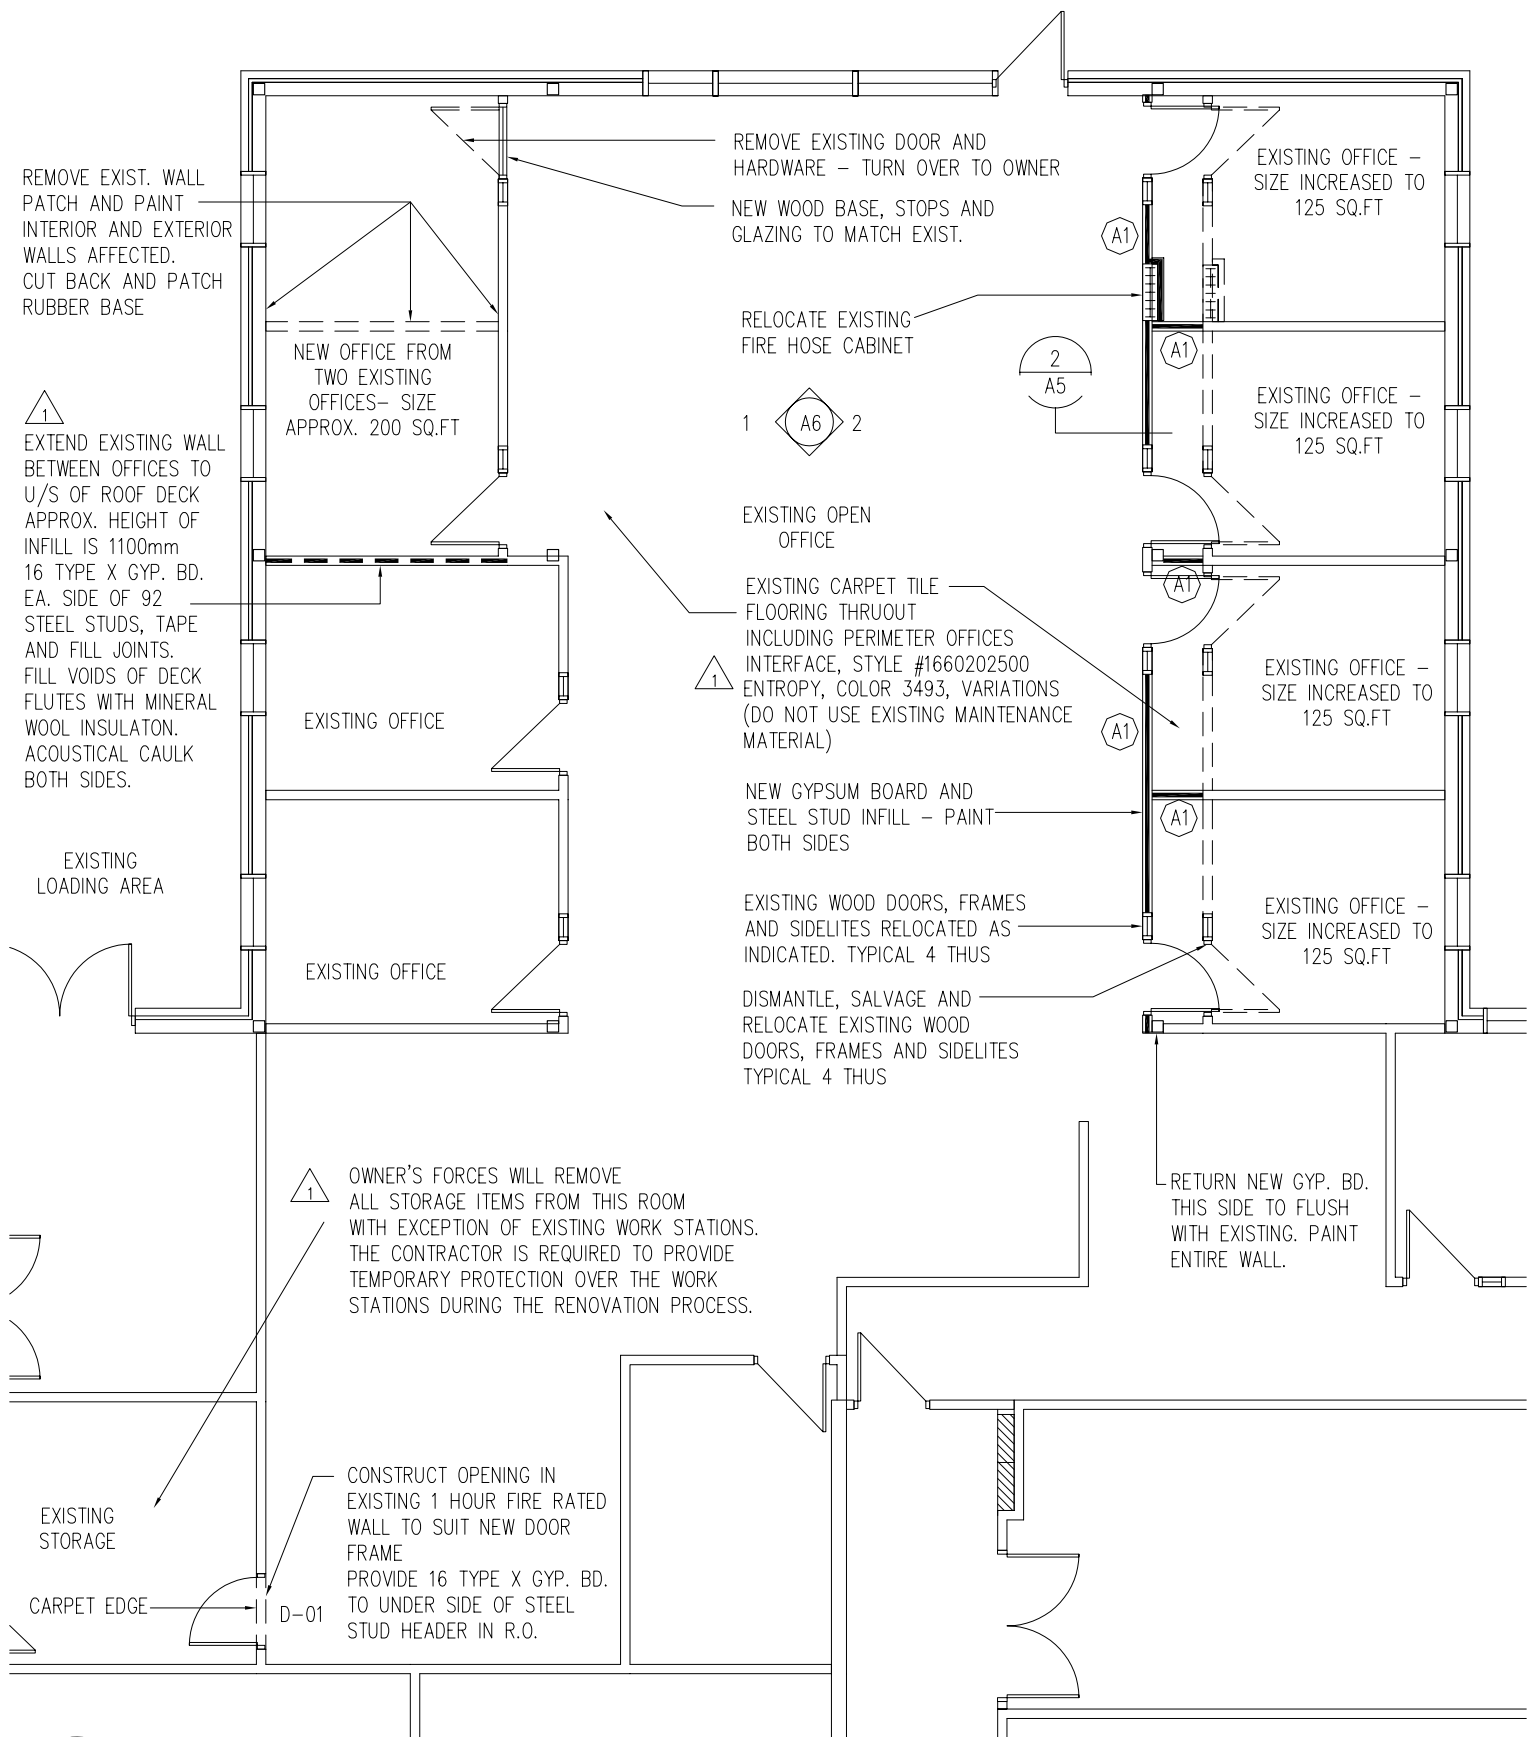 REMOVE EXIST. WALL
PATCH AND PAINT
INTERIOR AND EXTERIOR
WALLS AFFECTED.
CUT BACK AND PATCH
RUBBER BASE
1
EXTEND EXISTING WALL
BETWEEN OFFICES TO
U/S OF ROOF DECK
APPROX. HEIGHT OF
INFILL IS 1100mm
16 TYPE X GYP. BD.
EA. SIDE OF 92
STEEL STUDS, TAPE
AND FILL JOINTS.
FILL VOIDS OF DECK
FLUTES WITH MINERAL
WOOL INSULATON.
ACOUSTICAL CAULK
BOTH SIDES.
EXISTING
LOADING AREA
NEW OFFICE FROM
TWO EXISTING
OFFICES– SIZE
APPROX. 200 SQ.FT
EXISTING OFFICE
EXISTING OFFICE
REMOVE EXISTING DOOR AND
HARDWARE – TURN OVER TO OWNER
NEW WOOD BASE, STOPS AND
GLAZING TO MATCH EXIST.
RELOCATE EXISTING
FIRE HOSE CABINET
2
A5
1 A6 2
EXISTING OPEN
OFFICE
EXISTING CARPET TILE
FLOORING THRUOUT
INCLUDING PERIMETER OFFICES
INTERFACE, STYLE #1660202500
ENTROPY, COLOR 3493, VARIATIONS
(DO NOT USE EXISTING MAINTENANCE
MATERIAL)
1
NEW GYPSUM BOARD AND
STEEL STUD INFILL – PAINT
BOTH SIDES
EXISTING WOOD DOORS, FRAMES
AND SIDELITES RELOCATED AS
INDICATED. TYPICAL 4 THUS
DISMANTLE, SALVAGE AND
RELOCATE EXISTING WOOD
DOORS, FRAMES AND SIDELITES
TYPICAL 4 THUS
A1
A1
A1
A1
A1
EXISTING OFFICE –
SIZE INCREASED TO
125 SQ.FT
EXISTING OFFICE –
SIZE INCREASED TO
125 SQ.FT
EXISTING OFFICE –
SIZE INCREASED TO
125 SQ.FT
EXISTING OFFICE –
SIZE INCREASED TO
125 SQ.FT
RETURN NEW GYP. BD.
THIS SIDE TO FLUSH
WITH EXISTING. PAINT
ENTIRE WALL.
1
OWNER'S FORCES WILL REMOVE
ALL STORAGE ITEMS FROM THIS ROOM
WITH EXCEPTION OF EXISTING WORK STATIONS.
THE CONTRACTOR IS REQUIRED TO PROVIDE
TEMPORARY PROTECTION OVER THE WORK
STATIONS DURING THE RENOVATION PROCESS.
EXISTING
STORAGE
CARPET EDGE
D–01
CONSTRUCT OPENING IN
EXISTING 1 HOUR FIRE RATED
WALL TO SUIT NEW DOOR
FRAME
PROVIDE 16 TYPE X GYP. BD.
TO UNDER SIDE OF STEEL
STUD HEADER IN R.O.